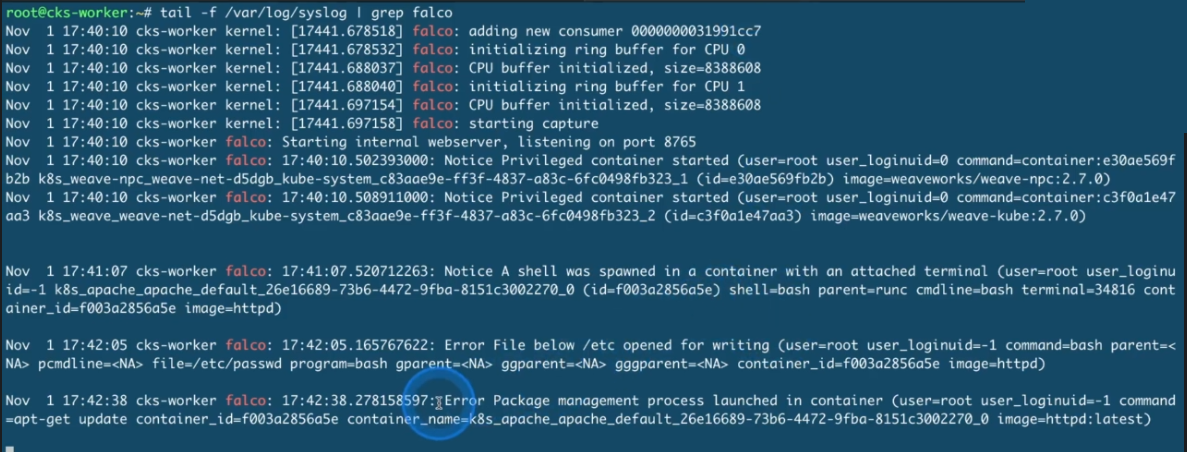 root@cks-worker:~# tail -f /var/log/syslog | grep falco
Nov  1 17:40:10 cks-worker kernel: [17441.678518] falco: adding new consumer 0000000031991cc7
Nov  1 17:40:10 cks-worker kernel: [17441.678532] falco: initializing ring buffer for CPU 0
Nov  1 17:40:10 cks-worker kernel: [17441.688037] falco: CPU buffer initialized, size=8388608
Nov  1 17:40:10 cks-worker kernel: [17441.688040] falco: initializing ring buffer for CPU 1
Nov  1 17:40:10 cks-worker kernel: [17441.697154] falco: CPU buffer initialized, size=8388608
Nov  1 17:40:10 cks-worker kernel: [17441.697158] falco: starting capture
Nov  1 17:40:10 cks-worker falco: Starting internal webserver, listening on port 8765
Nov  1 17:40:10 cks-worker falco: 17:40:10.502393000: Notice Privileged container started (user=root user_loginuid=0 command=container:e30ae569f
b2b k8s_weave-npc_weave-net-d5dgb_kube-system_c83aae9e-ff3f-4837-a83c-6fc0498fb323_1 (id=e30ae569fb2b) image=weaveworks/weave-npc:2.7.0)
Nov  1 17:40:10 cks-worker falco: 17:40:10.508911000: Notice Privileged container started (user=root user_loginuid=0 command=container:c3f0a1e47
aa3 k8s_weave_weave-net-d5dgb_kube-system_c83aae9e-ff3f-4837-a83c-6fc0498fb323_2 (id=c3f0a1e47aa3) image=weaveworks/weave-kube:2.7.0)
Nov  1 17:41:07 cks-worker falco: 17:41:07.520712263: Notice A shell was spawned in a container with an attached terminal (user=root user_loginu
id=-1 k8s_apache_apache_default_26e16689-73b6-4472-9fba-8151c3002270_0 (id=f003a2856a5e) shell=bash parent=runc cmdline=bash terminal=34816 cont
ainer_id=f003a2856a5e image=httpd)
Nov  1 17:42:05 cks-worker falco: 17:42:05.165767622: Error File below /etc opened for writing (user=root user_loginuid=-1 command=bash parent=<
NA> pcmdline=<NA> file=/etc/passwd program=bash gparent=<NA> ggparent=<NA> gggparent=<NA> container_id=f003a2856a5e image=httpd)
Nov  1 17:42:38 cks-worker falco: 17:42:38.278158597: Error Package management process launched in container (user=root user_loginuid=-1 command
=apt-get update container_id=f003a2856a5e container_name=k8s_apache_apache_default_26e16689-73b6-4472-9fba-8151c3002270_0 image=httpd:latest)